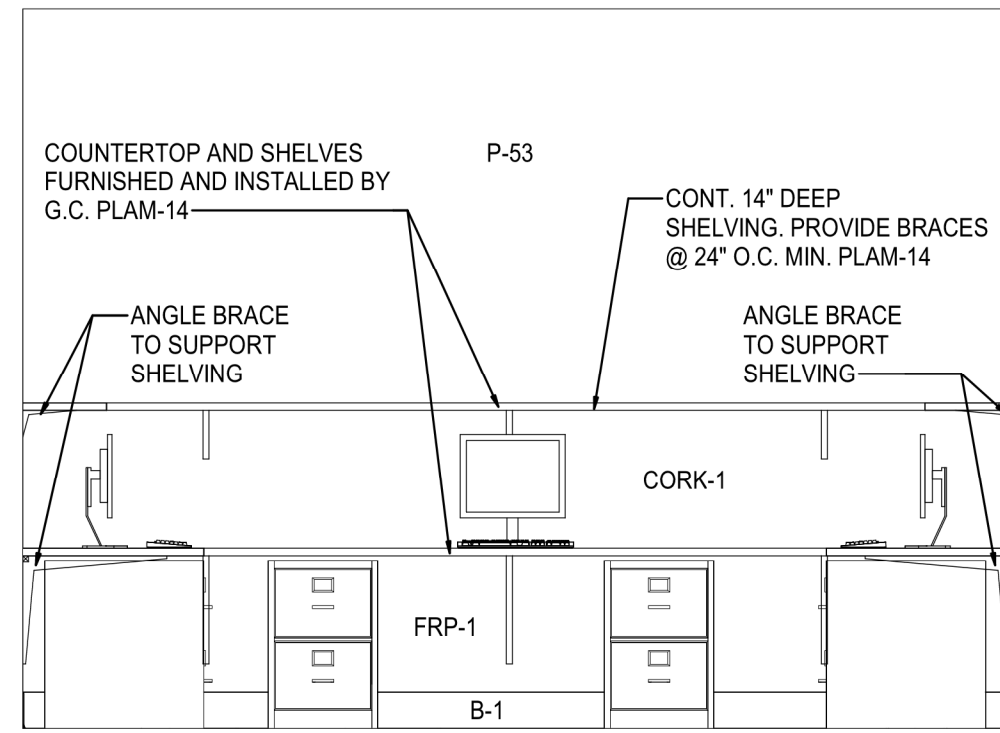 COUNTERTOP AND SHELVES
FURNISHED AND INSTALLED BY
G.C. PLAM-14
P-53
CONT. 14" DEEP
SHELVING. PROVIDE BRACES
@ 24" O.C. MIN. PLAM-14
ANGLE BRACE
TO SUPPORT
SHELVING
ANGLE BRACE
TO SUPPORT
SHELVING
CORK-1
FRP-1
B-1